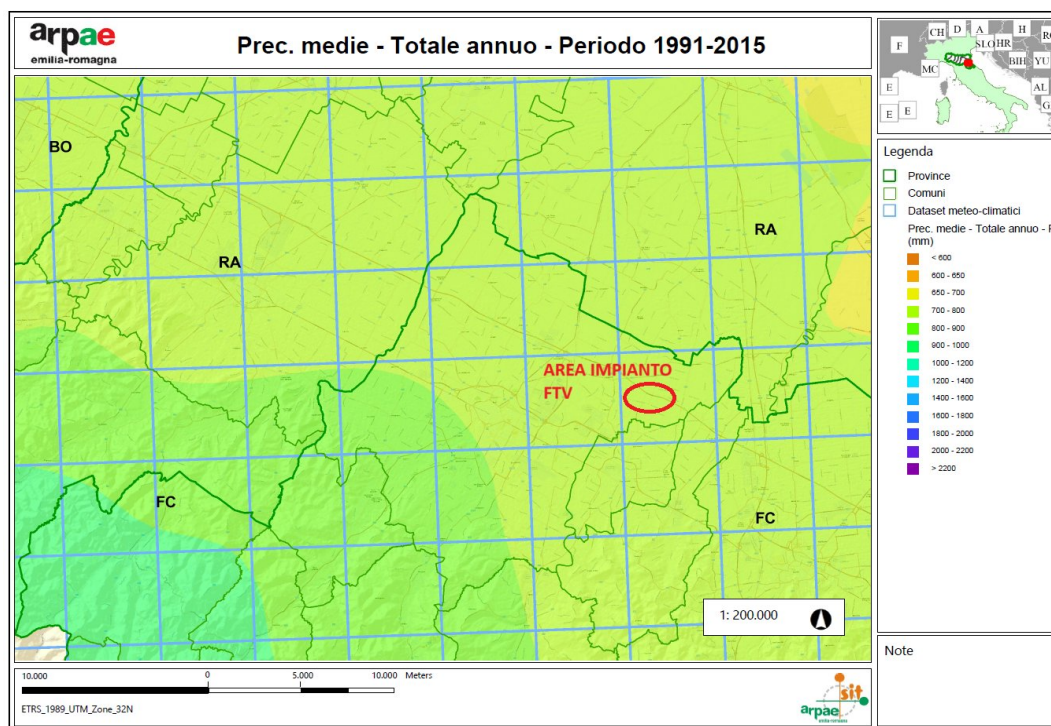 arpae
emilia-romagna
Prec. medie - Totale annuo - Periodo 1991-2015
BO
RA
RA
AREA IMPIANTO
FTV
FC
FC
1: 200.000
10.000 0 5.000 10.000 Meters
ETRS_1989_UTM_Zone_32N
sit
arpae
emilia-romagna
CH D A H RO
F SLO HR
MC BIH YU
E AL
E E G
Legenda
Province
Comuni
Dataset meteo-climatici
Prec. medie - Totale annuo - P
(mm)
< 600
600 - 650
650 - 700
700 - 800
800 - 900
900 - 1000
1000 - 1200
1200 - 1400
1400 - 1600
1600 - 1800
1800 - 2000
2000 - 2200
> 2200
Note